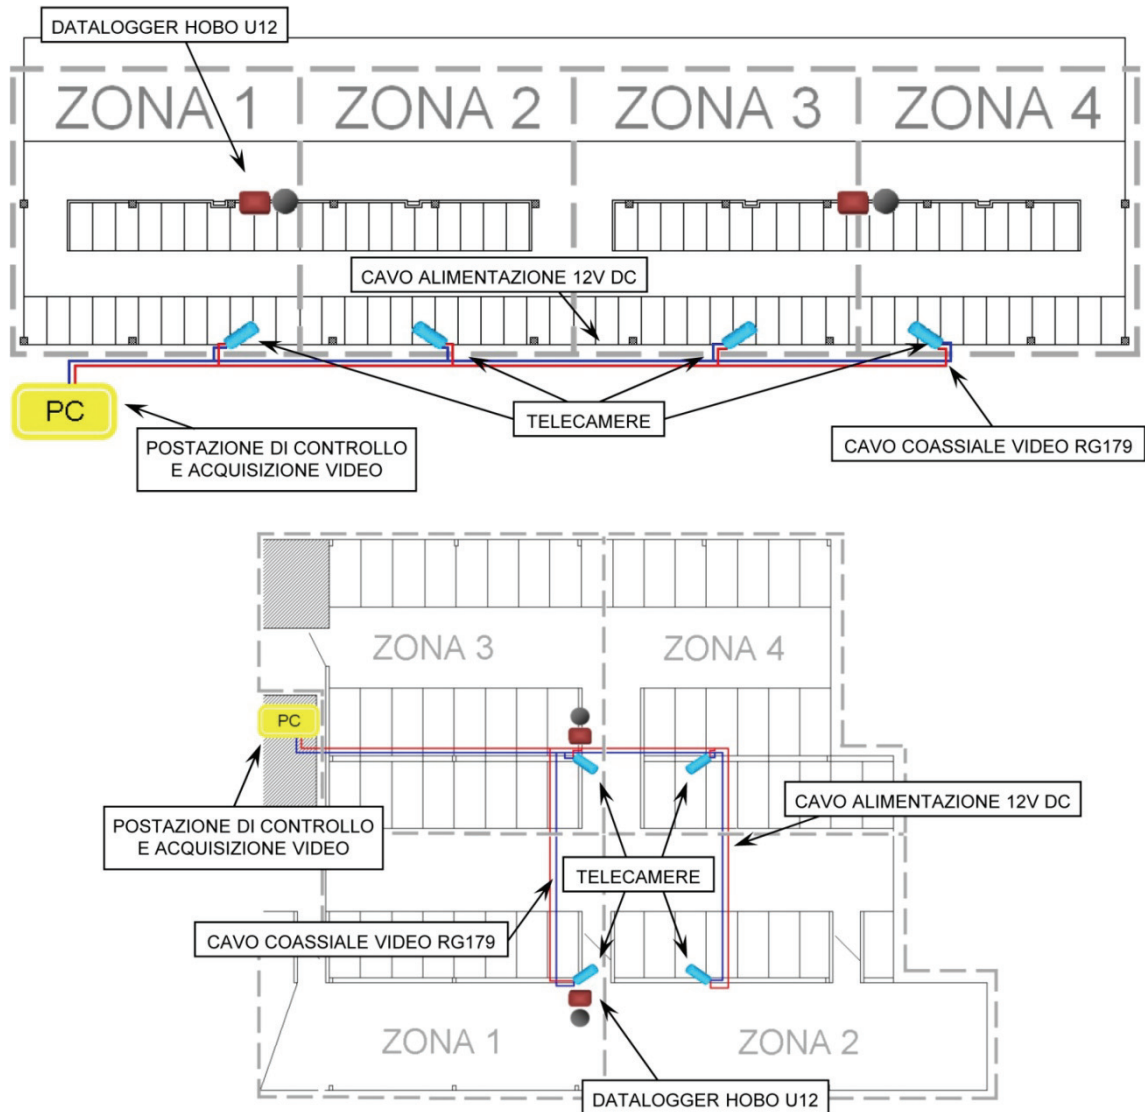 DATALOGGER HOBO U12
ZONA 1
ZONA 2
ZONA 3
ZONA 4
CAVO ALIMENTAZIONE 12V DC
PC
TELECAMERE
POSTAZIONE DI CONTROLLO
E ACQUISIZIONE VIDEO
CAVO COASSIALE VIDEO RG179
ZONA 3
ZONA 4
PC
CAVO ALIMENTAZIONE 12V DC
POSTAZIONE DI CONTROLLO
E ACQUISIZIONE VIDEO
TELECAMERE
CAVO COASSIALE VIDEO RG179
ZONA 1
ZONA 2
DATALOGGER HOBO U12